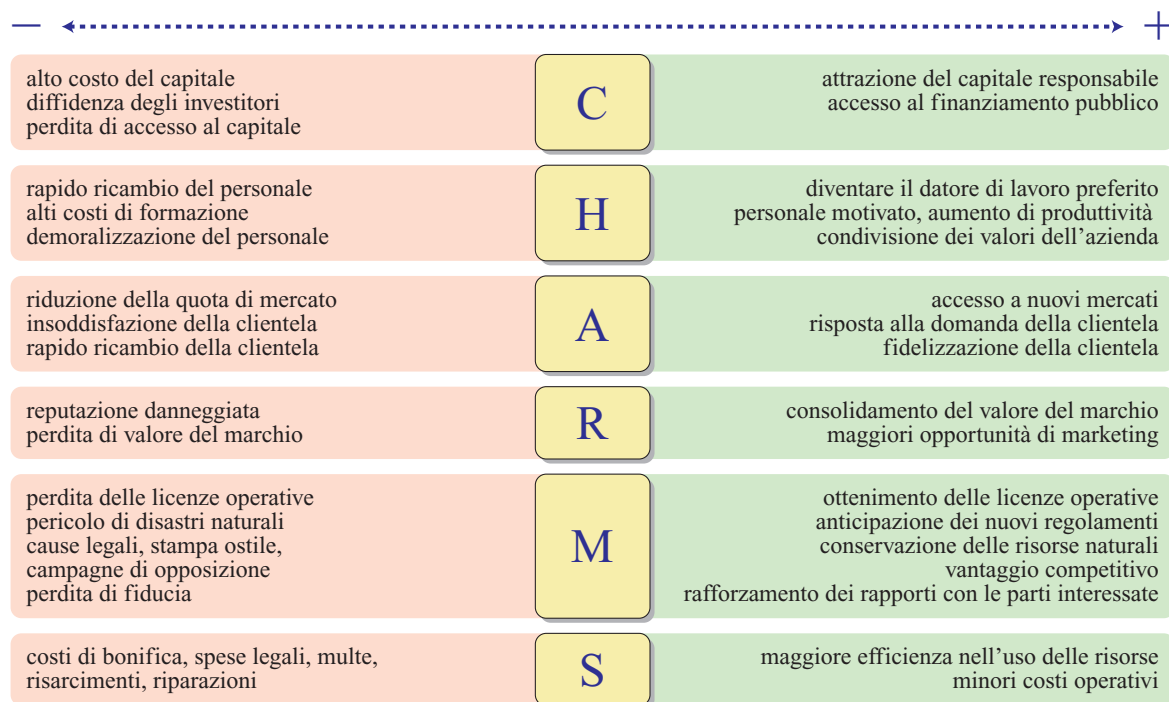 − +
alto costo del capitale
diffidenza degli investitori
perdita di accesso al capitale
C
attrazione del capitale responsabile
accesso al finanziamento pubblico
rapido ricambio del personale
alti costi di formazione
demoralizzazione del personale
H
diventare il datore di lavoro preferito
personale motivato, aumento di produttività
condivisione dei valori dell’azienda
riduzione della quota di mercato
insoddisfazione della clientela
rapido ricambio della clientela
A
accesso a nuovi mercati
risposta alla domanda della clientela
fidelizzazione della clientela
reputazione danneggiata
perdita di valore del marchio
R
consolidamento del valore del marchio
maggiori opportunità di marketing
perdita delle licenze operative
pericolo di disastri naturali
cause legali, stampa ostile,
campagne di opposizione
perdita di fiducia
M
ottenimento delle licenze operative
anticipazione dei nuovi regolamenti
conservazione delle risorse naturali
vantaggio competitivo
rafforzamento dei rapporti con le parti interessate
costi di bonifica, spese legali, multe,
risarcimenti, riparazioni
S
maggiore efficienza nell’uso delle risorse
minori costi operativi